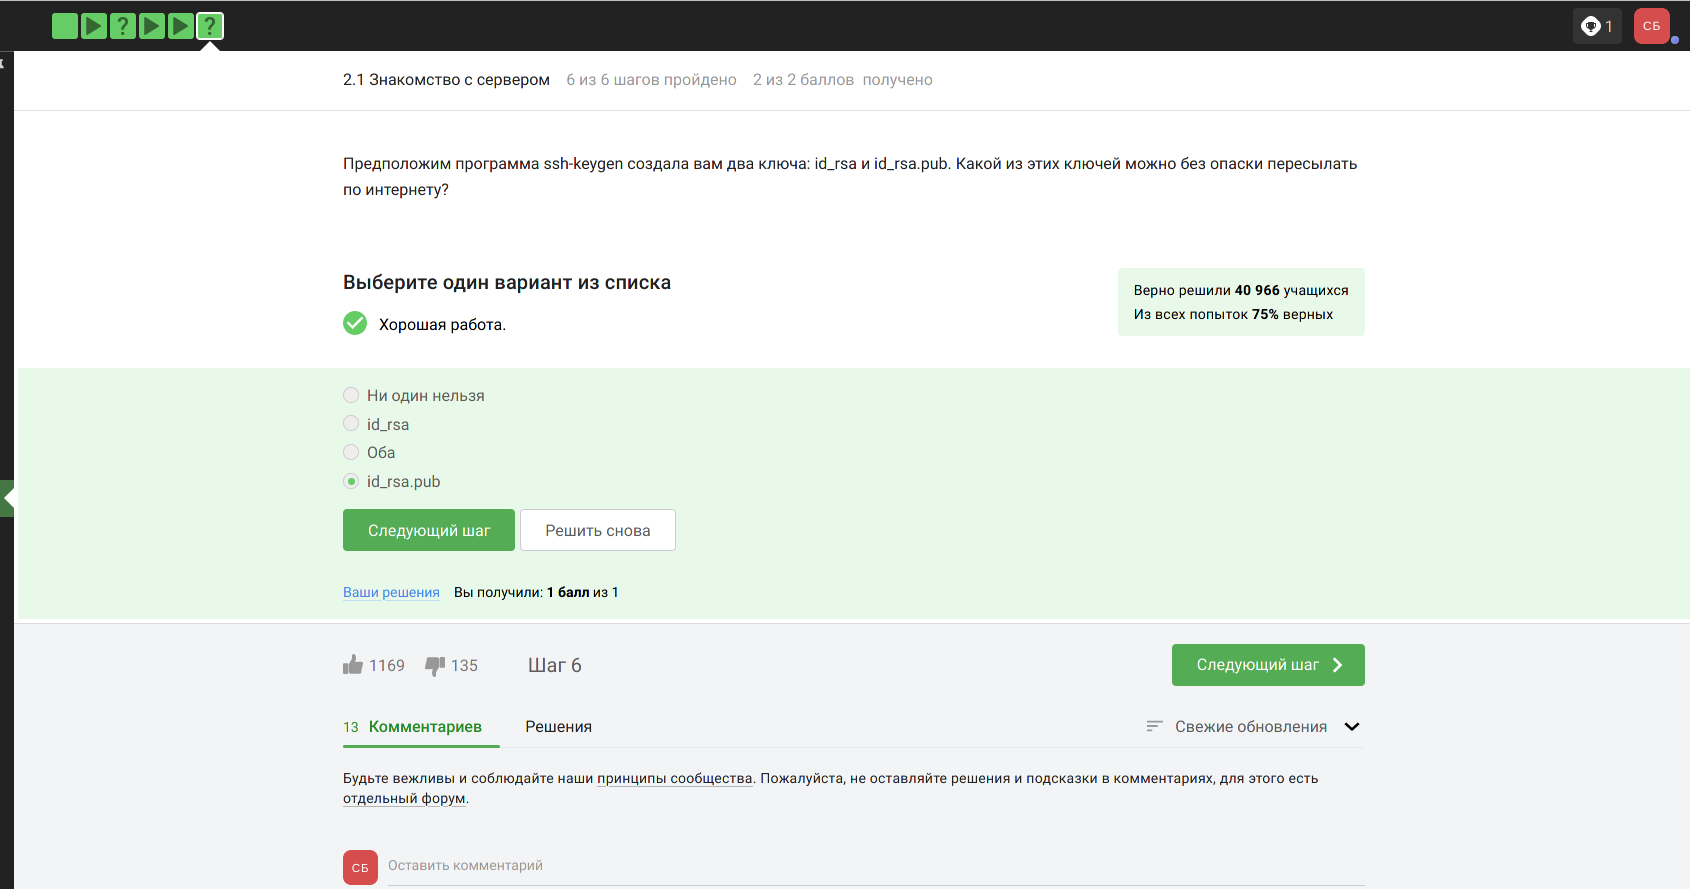 ? ?
1 СБ
2.1 Знакомство с сервером 6 из 6 шагов пройдено 2 из 2 баллов получено
Предположим программа ssh-keygen создала вам два ключа: id_rsa и id_rsa.pub. Какой из этих ключей можно без опаски пересылать
по интернету?
Выберите один вариант из списка
Хорошая работа.
Верно решили 40 966 учащихся
Из всех попыток 75% верных
Ни один нельзя
id_rsa
Оба
id_rsa.pub
Следующий шаг Решить снова
Ваши решения Вы получили: 1 балл из 1
1169 135 Шаг 6 Следующий шаг
13 Комментариев Решения Свежие обновления
Будьте вежливы и соблюдайте наши принципы сообщества. Пожалуйста, не оставляйте решения и подсказки в комментариях, для этого есть
отдельный форум.
СБ Оставить комментарий